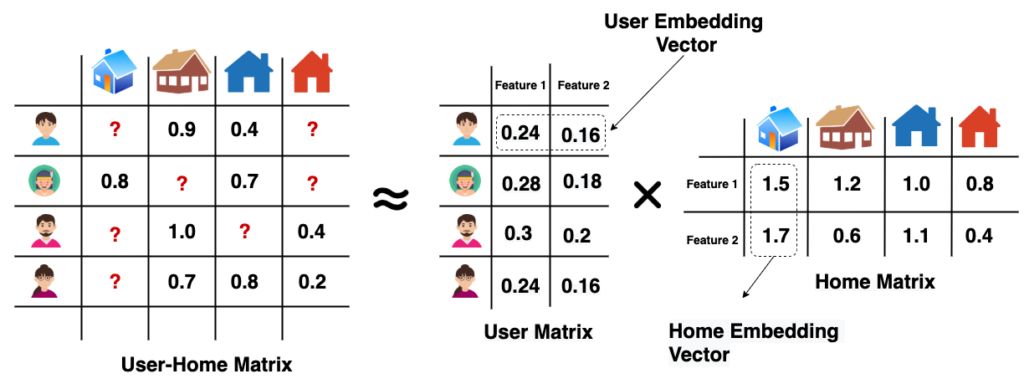 User Embedding
Vector
Feature 1 Feature 2
? 0.9 0.4 ?
0.24 0.16
0.8 ? 0.7 ?
≈
0.28 0.18
×
Feature 1 1.5 1.2 1.0 0.8
? 1.0 ? 0.4
0.3 0.2
Feature 2 1.7 0.6 1.1 0.4
? 0.7 0.8 0.2
0.24 0.16
Home Matrix
User Matrix
Home Embedding
Vector
User-Home Matrix